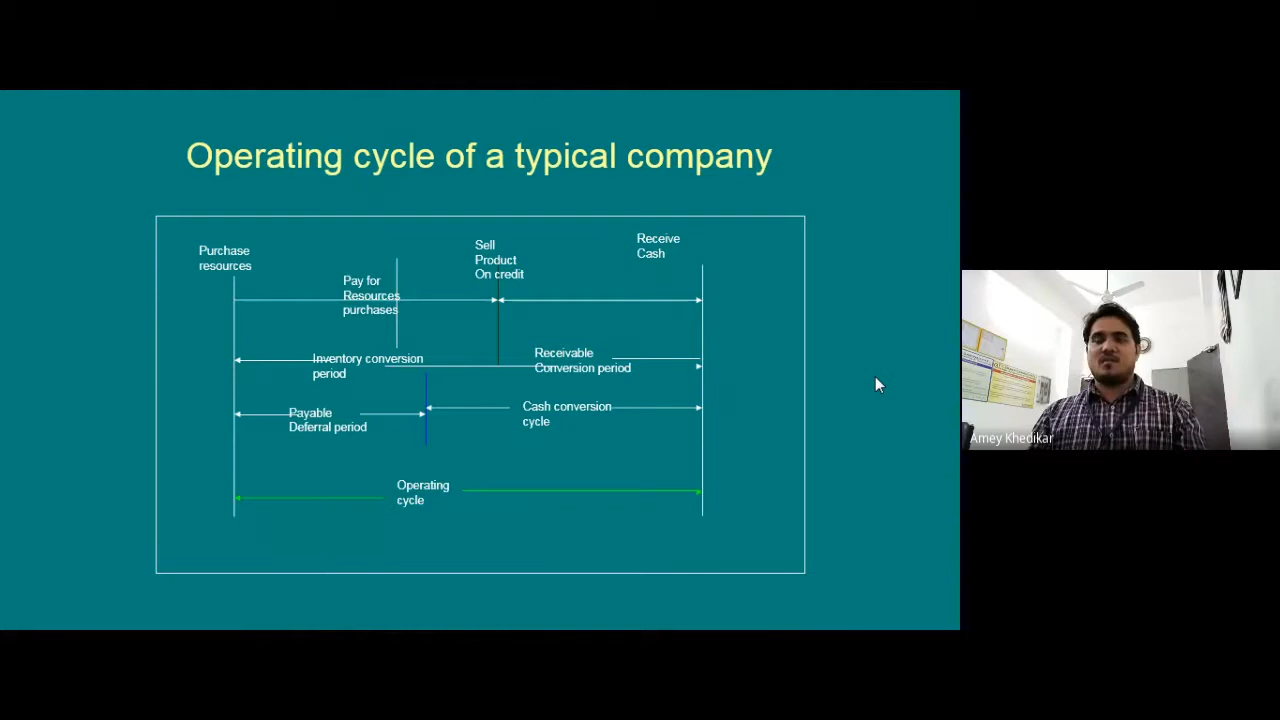 Operating cycle of a typical company
Purchase
resources
Pay for
Resources
purchases
Sell
Product
On credit
Receive
Cash
Inventory conversion
period
Receivable
Conversion period
Payable
Deferral period
Cash conversion
cycle
Operating
cycle
Amey Khedikar